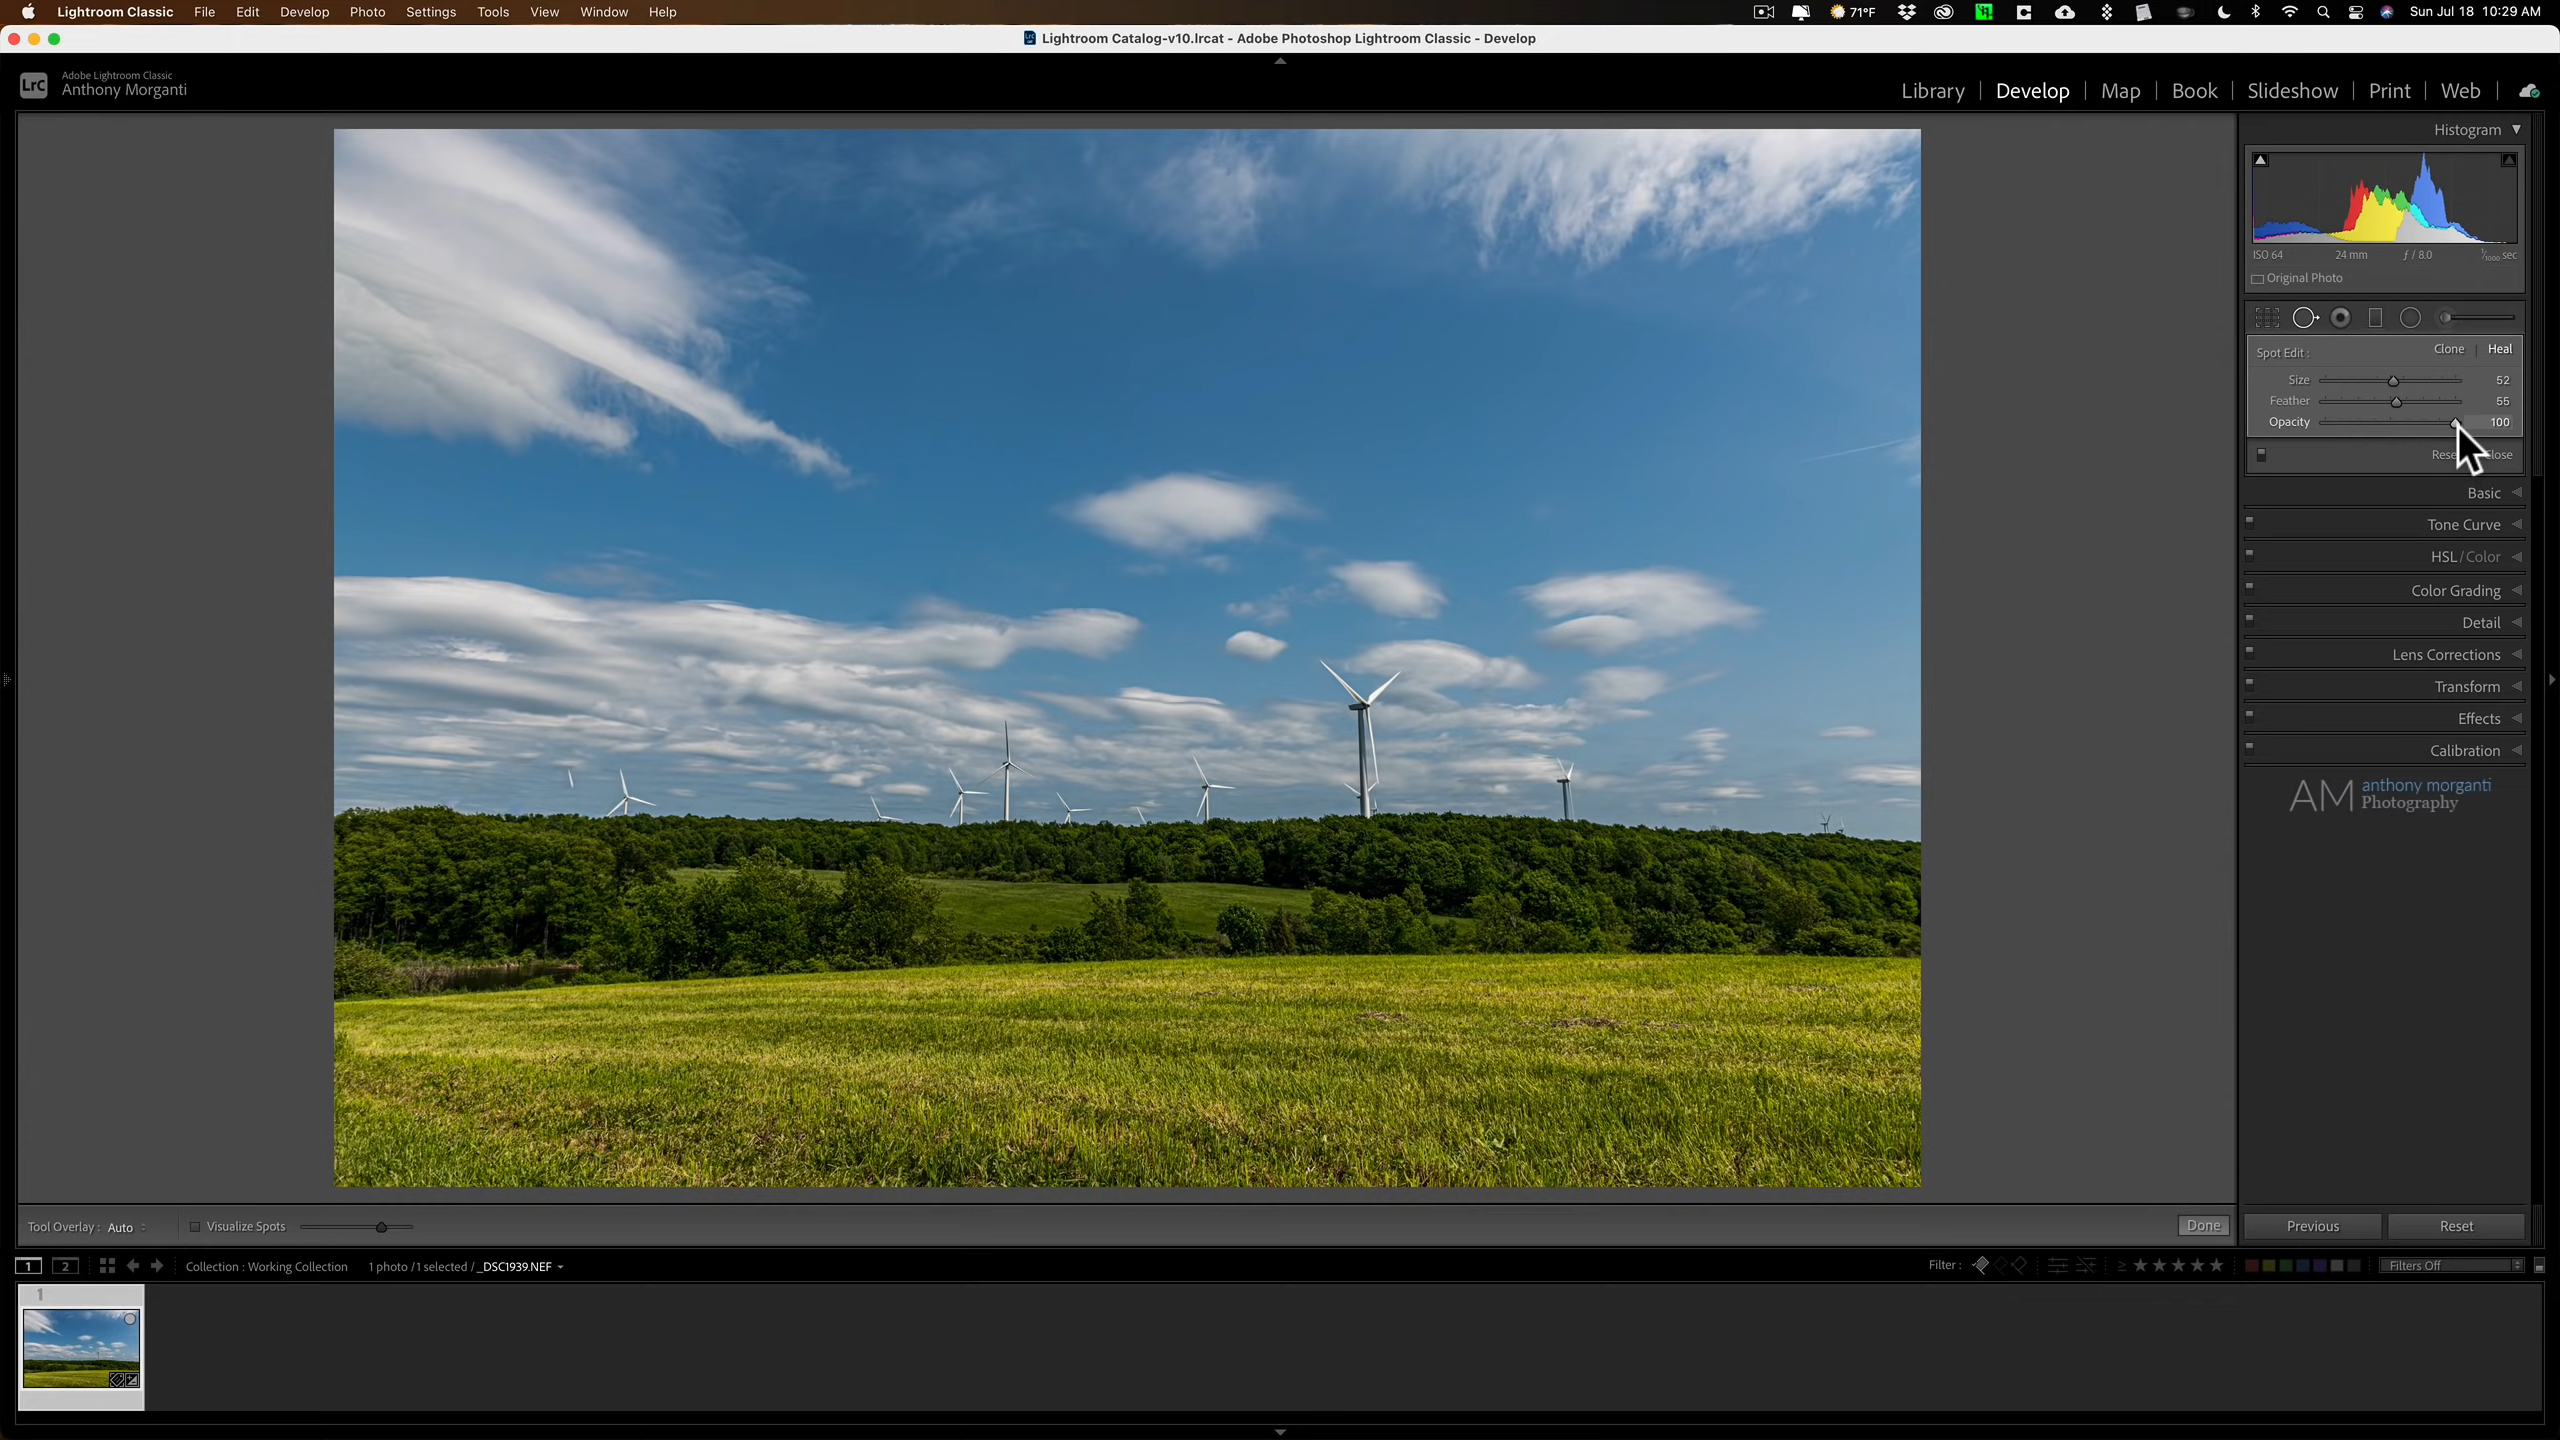 Lightroom Classic File Edit Develop Photo Settings Tools View Window Help 71°F Sun Jul 18 10:29 AM
Lightroom Catalog-v10.lrcat - Adobe Photoshop Lightroom Classic - Develop
LrC
Adobe Lightroom Classic
Anthony Morganti
Library | Develop | Map | Book | Slideshow | Print | Web
Histogram
ISO 64 24 mm ƒ / 8.0 1/1000 sec
Original Photo
Spot Edit : Clone | Heal
Size 52
Feather 55
Opacity 100
Basic
Tone Curve
HSL / Color
Color Grading
Detail
Lens Corrections
Transform
Effects
Calibration
AM anthony morganti
Photography
Tool Overlay : Auto Visualize Spots Done Previous Reset
1 2 Collection : Working Collection 1 photo / 1 selected / _DSC1939.NEF Filter : ≥ ★ ★ ★ ★ ★ Filters Off
1